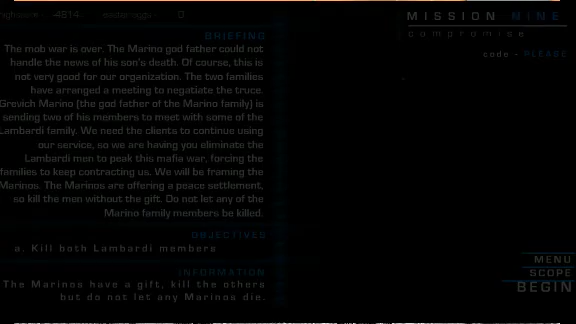 highscore -4814. eastereggs- 0
MISSION NINE
compromise
code - PLEASE
BRIEFING
The mob war is over. The Marino god father could not
handle the news of his son's death. Of course, this is
not very good for our organization. The two families
have arranged a meeting to negatiate the truce.
Grevich Marino (the god father of the Marino family) is
sending two of his members to meet with some of the
Lambardi family. We need the clients to continue using
our service, so we are having you eliminate the
Lambardi men to peak this mafia war, forcing the
families to keep contracting us. We will be framing the
Marinos. The Marinos are offering a peace settlement,
so kill the men without the gift. Do not let any of the
Marino family members be killed.
OBJECTIVES
a. Kill both Lambardi members
INFORMATION
The Marinos have a gift, kill the others
but do not let any Marinos die.
MENU
SCOPE
BEGIN